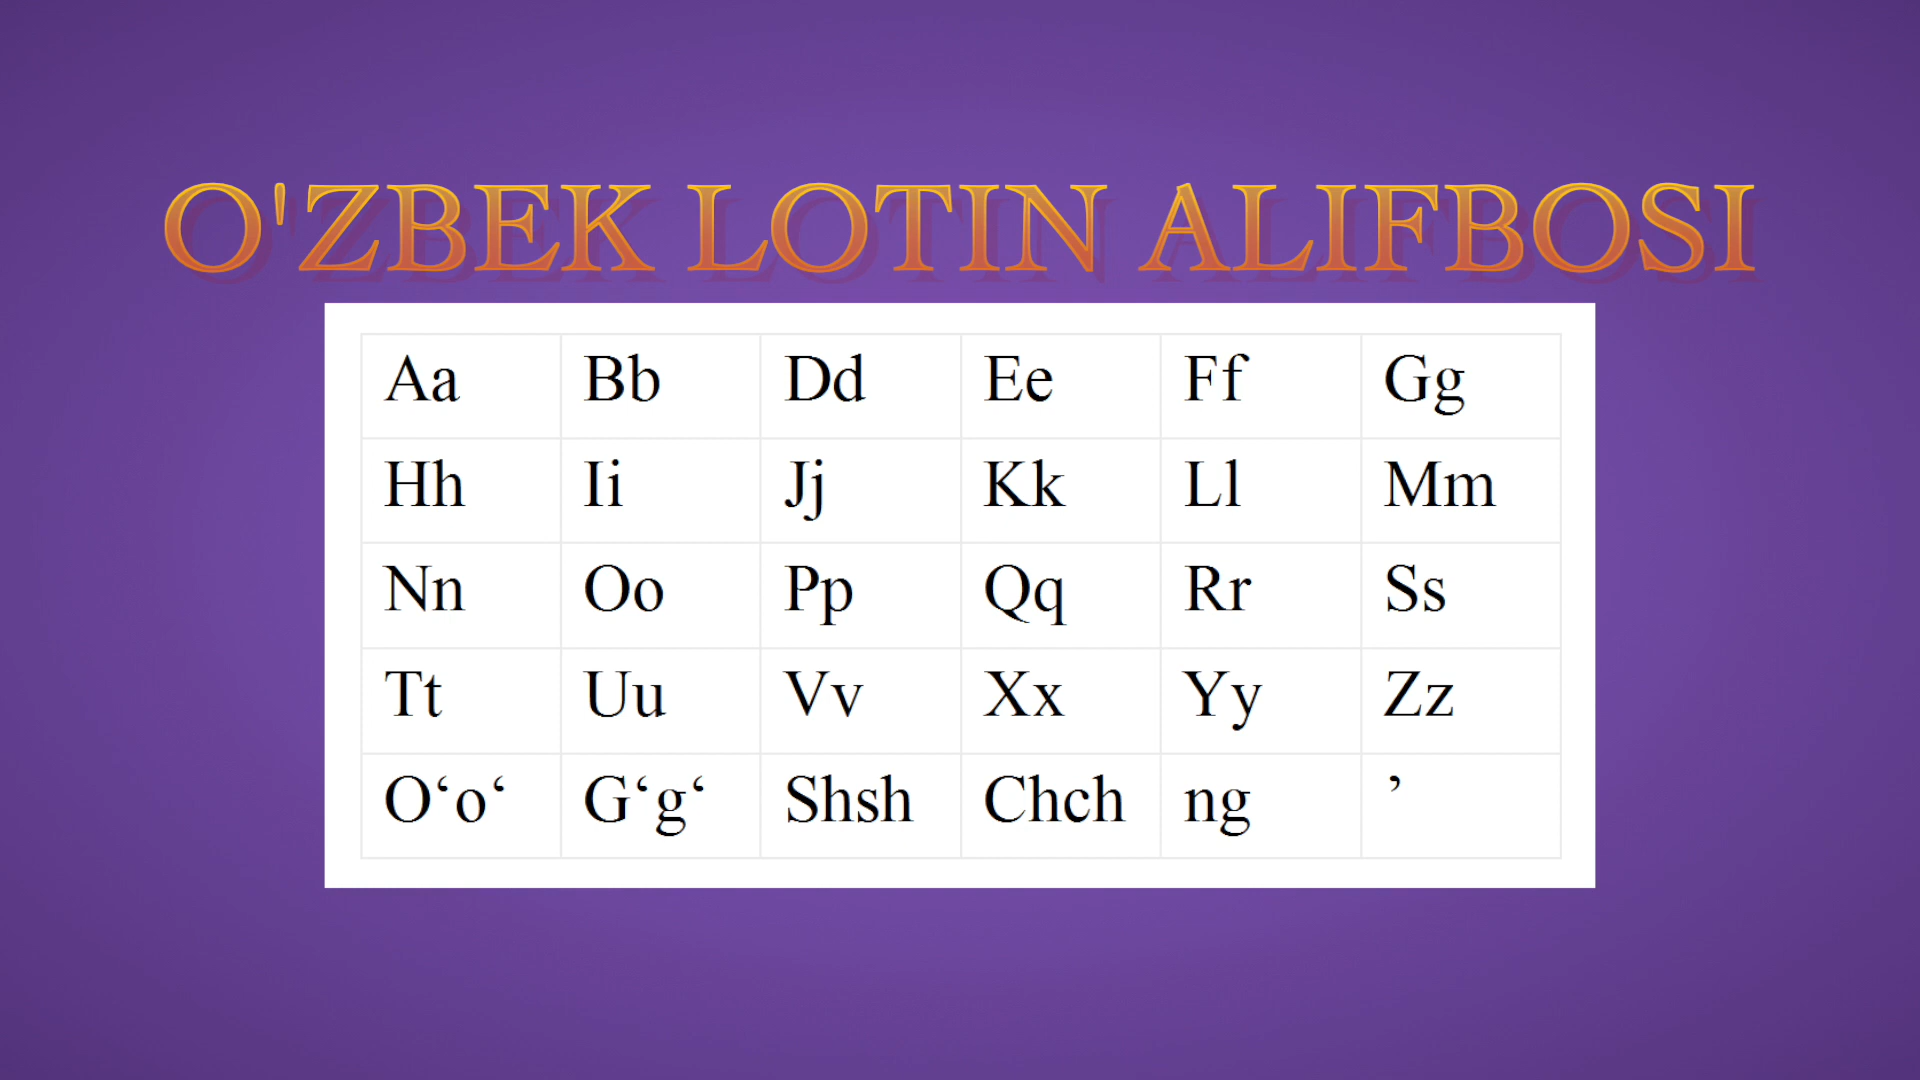 O'ZBEK LOTIN ALIFBOSI
Aa Bb Dd Ee Ff Gg
Hh Ii Jj Kk Ll Mm
Nn Oo Pp Qq Rr Ss
Tt Uu Vv Xx Yy Zz
O‘o‘ G‘g‘ Shsh Chch ng ’